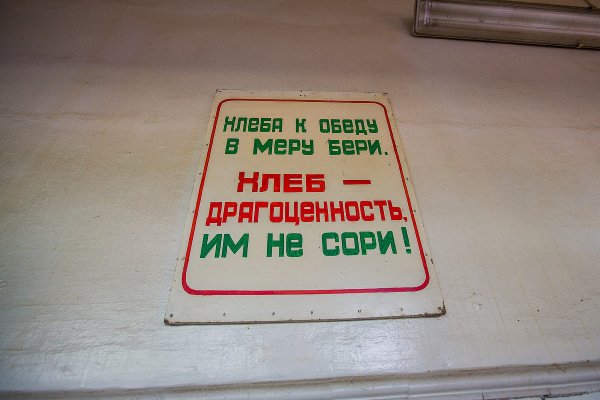 Хлеба к обеду
в меру бери.
Хлеб —
драгоценность,
им не сори!